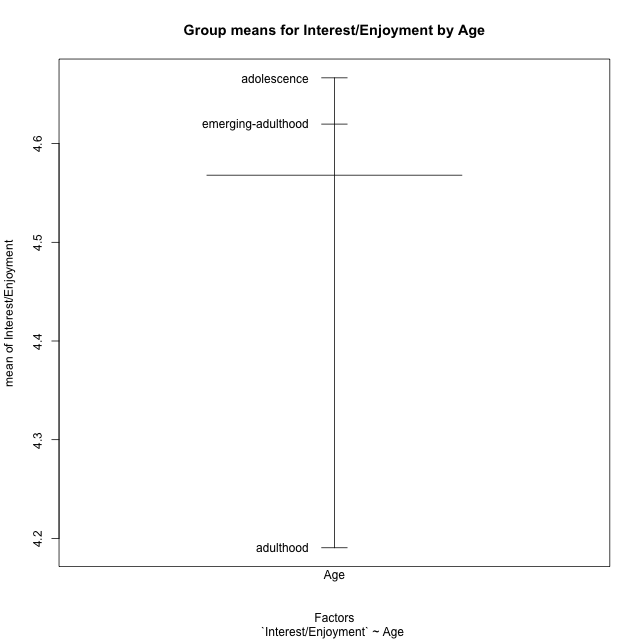 Group means for Interest/Enjoyment by Age
adolescence
emerging-adulthood
4.6
4.5
mean of Interest/Enjoyment
4.4
4.3
4.2
adulthood
Age
Factors
`Interest/Enjoyment` ~ Age